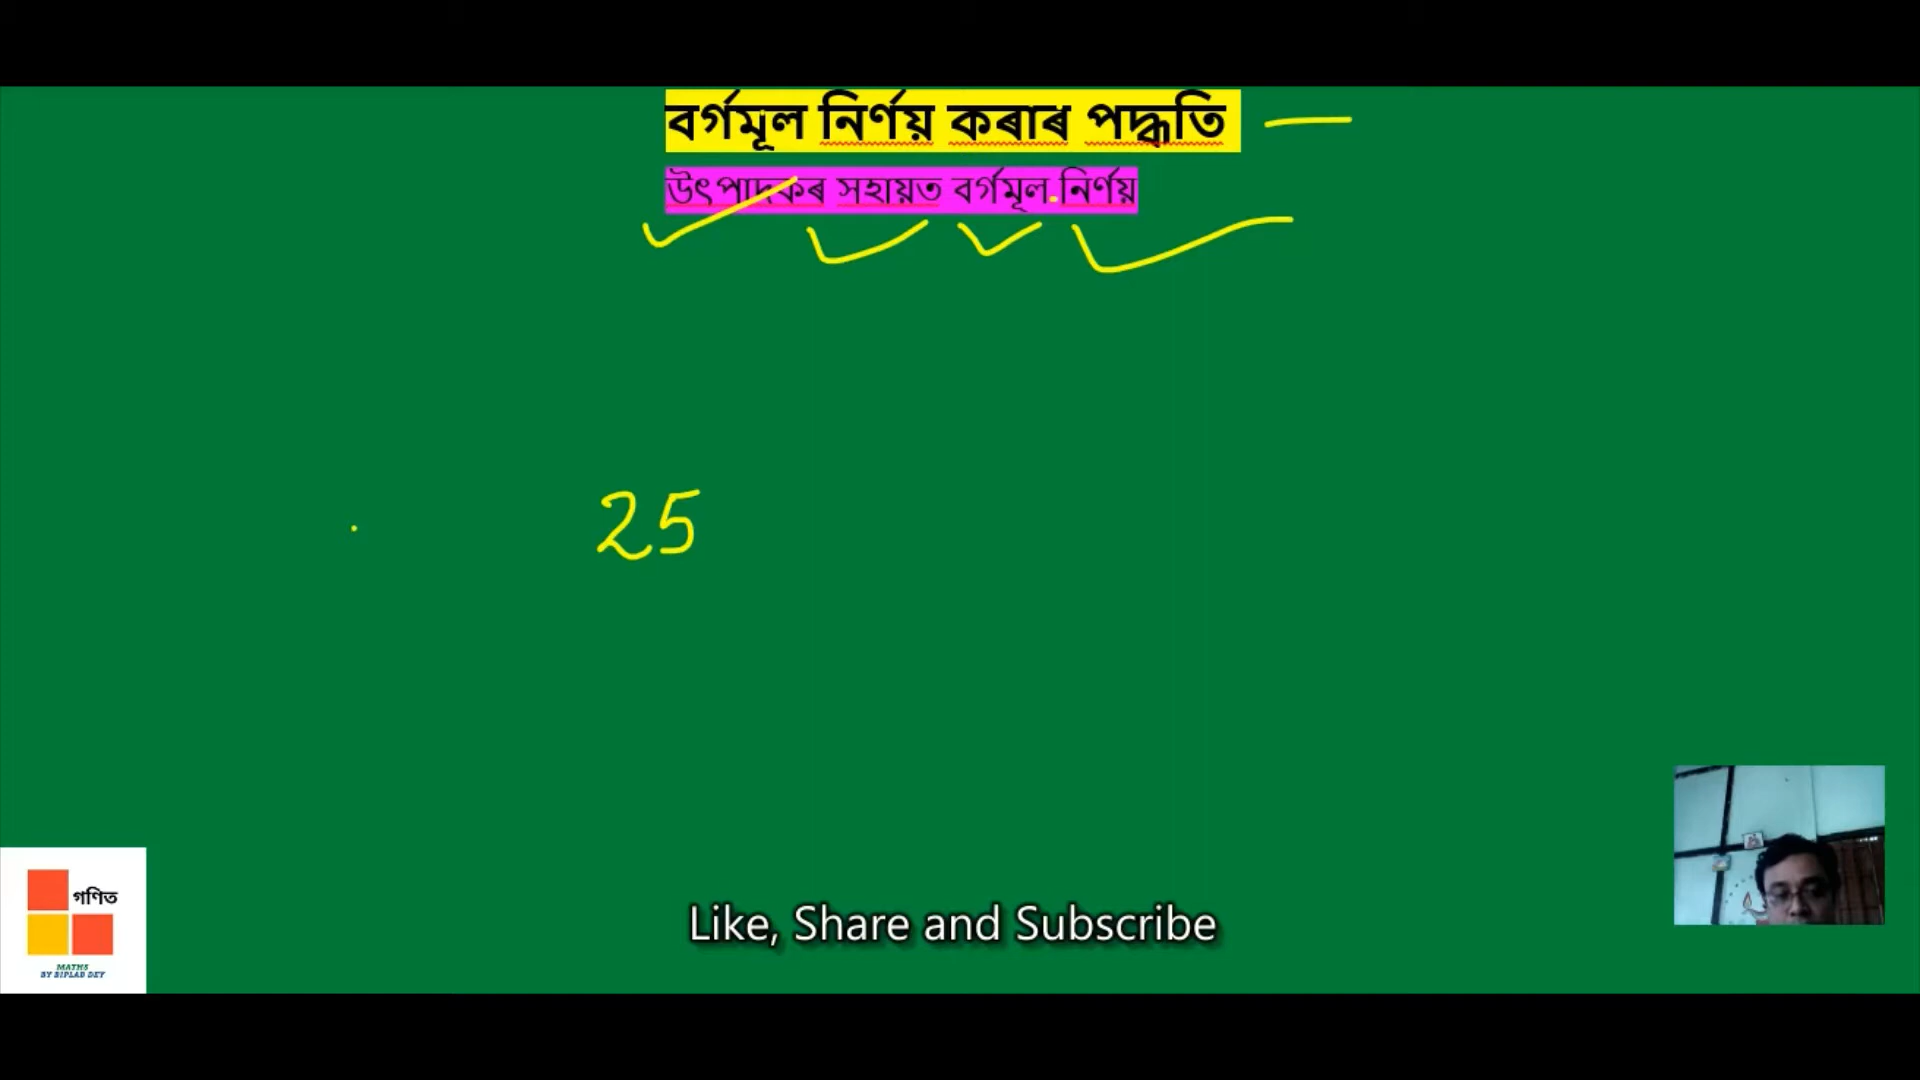 বৰ্গমূল নিৰ্ণয় কৰাৰ পদ্ধতি
উৎপাদকৰ সহায়ত বৰ্গমূল নিৰ্ণয়
25
গণিত
MATHS
BY BIPLAB DEY
Like, Share and Subscribe